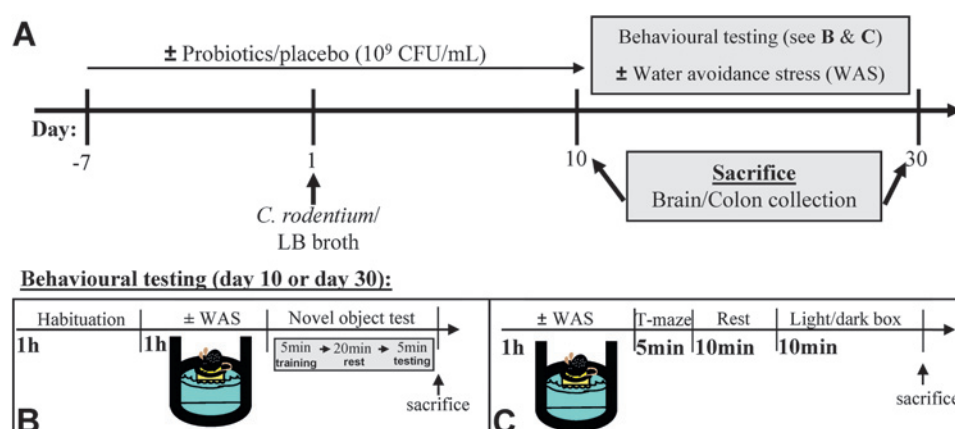 A
± Probiotics/placebo (10⁹ CFU/mL)
Behavioural testing (see B & C)
± Water avoidance stress (WAS)
Day:
-7
1
10
30
C. rodentium/
LB broth
Sacrifice
Brain/Colon collection
Behavioural testing (day 10 or day 30):
Habituation
± WAS
Novel object test
1h
1h
5min 20min 5min
training rest testing
sacrifice
B
± WAS
T-maze
Rest
Light/dark box
1h
5min
10min
10min
sacrifice
C